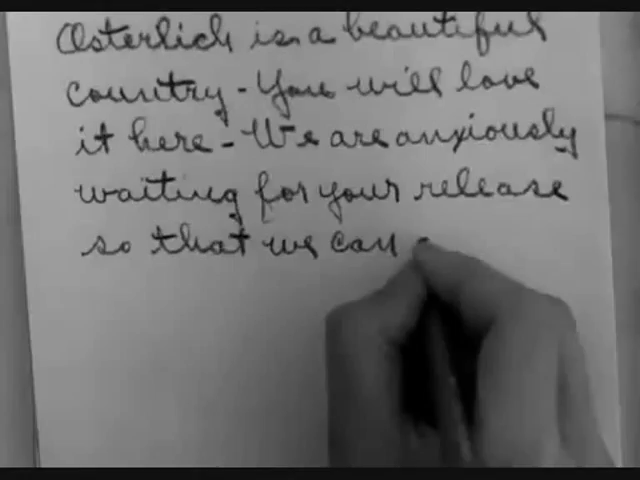 Osterlich is a beautiful
country - You will love
it here - We are anxiously
waiting for your release
so that we can